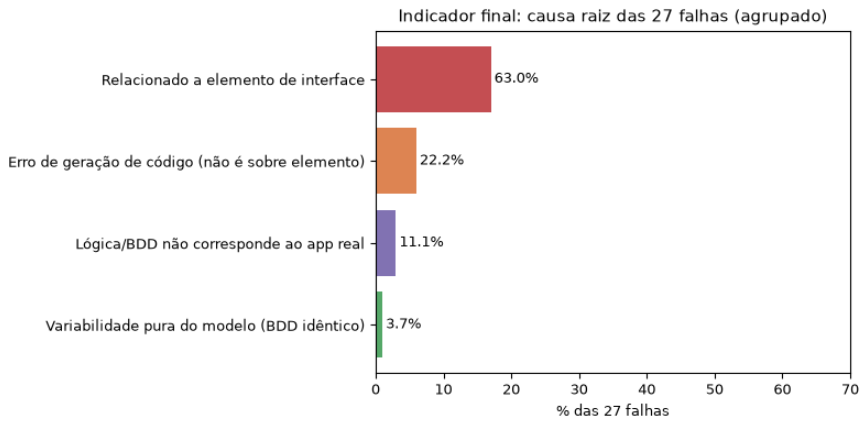 Indicador final: causa raiz das 27 falhas (agrupado)
Relacionado a elemento de interface
63.0%
Erro de geração de código (não é sobre elemento)
22.2%
Lógica/BDD não corresponde ao app real
11.1%
Variabilidade pura do modelo (BDD idêntico)
3.7%
0 10 20 30 40 50 60 70
% das 27 falhas